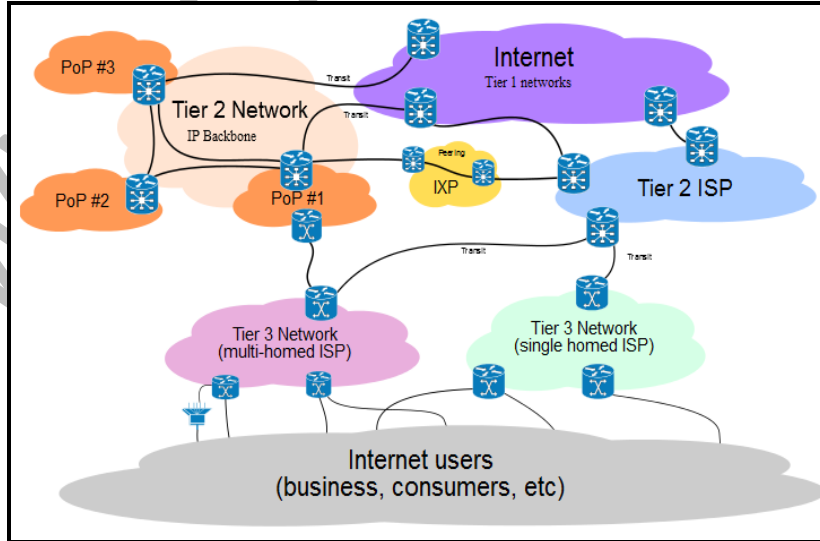 PoP #3
Internet
Tier 1 networks
Transit
Tier 2 Network
IP Backbone
Transit
Peering
IXP
PoP #2
PoP #1
Tier 2 ISP
Transit
Transit
Tier 3 Network
(multi-homed ISP)
Tier 3 Network
(single homed ISP)
Internet users
(business, consumers, etc)